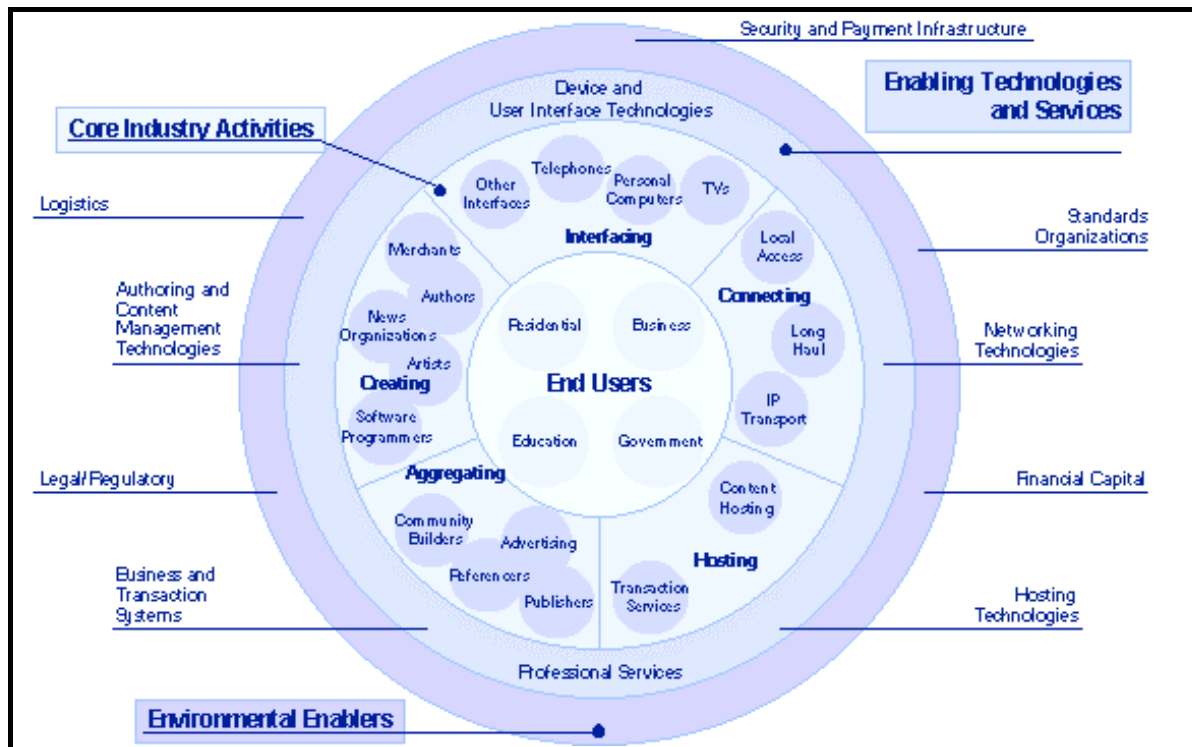 Security and Payment Infrastructure
Enabling Technologies
and Services
Device and
User Interface Technologies
Core Industry Activities
Telephones
Other
Interfaces
Personal
Computers
TVs
Interfacing
Logistics
Standards
Organizations
Merchants
Local
Access
Authors
Connecting
Authoring and
Content
Management
Technologies
News
Organizations
Residential
Business
Long
Haul
Networking
Technologies
Artists
Creating
End Users
IP
Transport
Software
Programmers
Education
Government
Aggregating
Legal/Regulatory
Content
Hosting
Financial Capital
Community
Builders
Advertising
Hosting
Referencers
Publishers
Transaction
Services
Business and
Transaction
Systems
Hosting
Technologies
Professional Services
Environmental Enablers